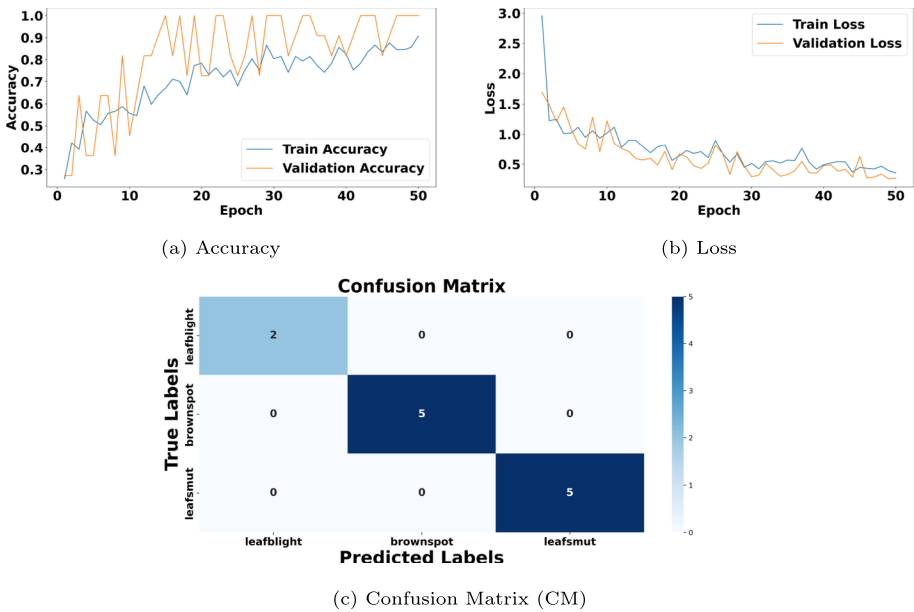 1.0
0.9
0.8
0.7
0.6
0.5
0.4
0.3
Accuracy
Train Accuracy
Validation Accuracy
0 10 20 30 40 50
Epoch
(a) Accuracy
3.0
2.5
2.0
1.5
1.0
0.5
Loss
Train Loss
Validation Loss
0 10 20 30 40 50
Epoch
(b) Loss
Confusion Matrix
True Labels
leafblight
2 0 0
brownspot
0 5 0
leafsmut
0 0 5
leafblight brownspot leafsmut
Predicted Labels
5
4
3
2
1
0
(c) Confusion Matrix (CM)